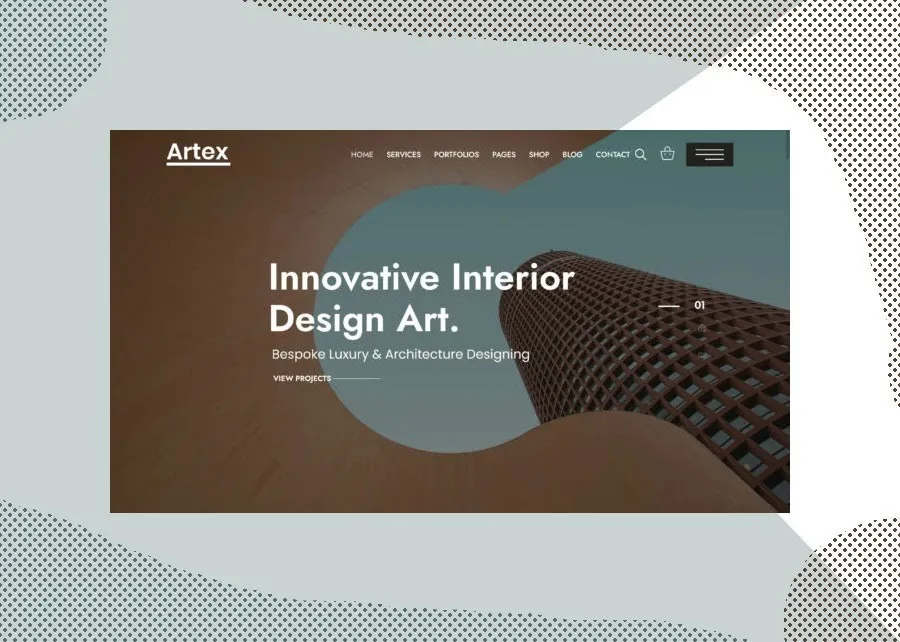 Artex
HOME SERVICES PORTFOLIOS PAGES SHOP BLOG CONTACT
Innovative Interior
Design Art.
01
Bespoke Luxury & Architecture Designing
VIEW PROJECTS